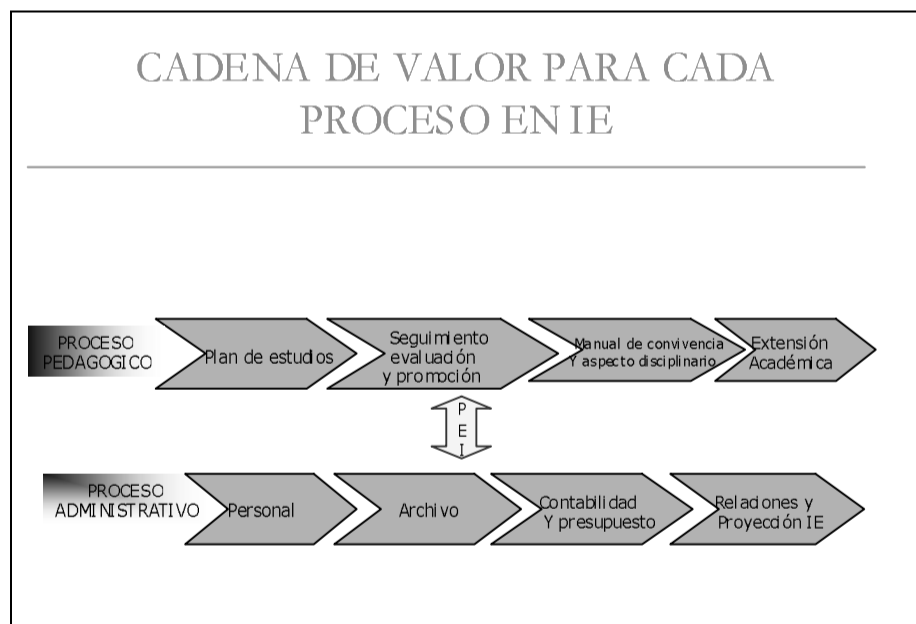 CADENA DE VALOR PARA CADA
PROCESO EN IE
PROCESO
PEDAGOGICO
Plan de estudios
Seguimiento
evaluación
y promoción
Manual de convivencia
Y aspecto disciplinario
Extensión
Académica
P
E
I
PROCESO
ADMINISTRATIVO
Personal
Archivo
Contabilidad
Y presupuesto
Relaciones y
Proyección IE